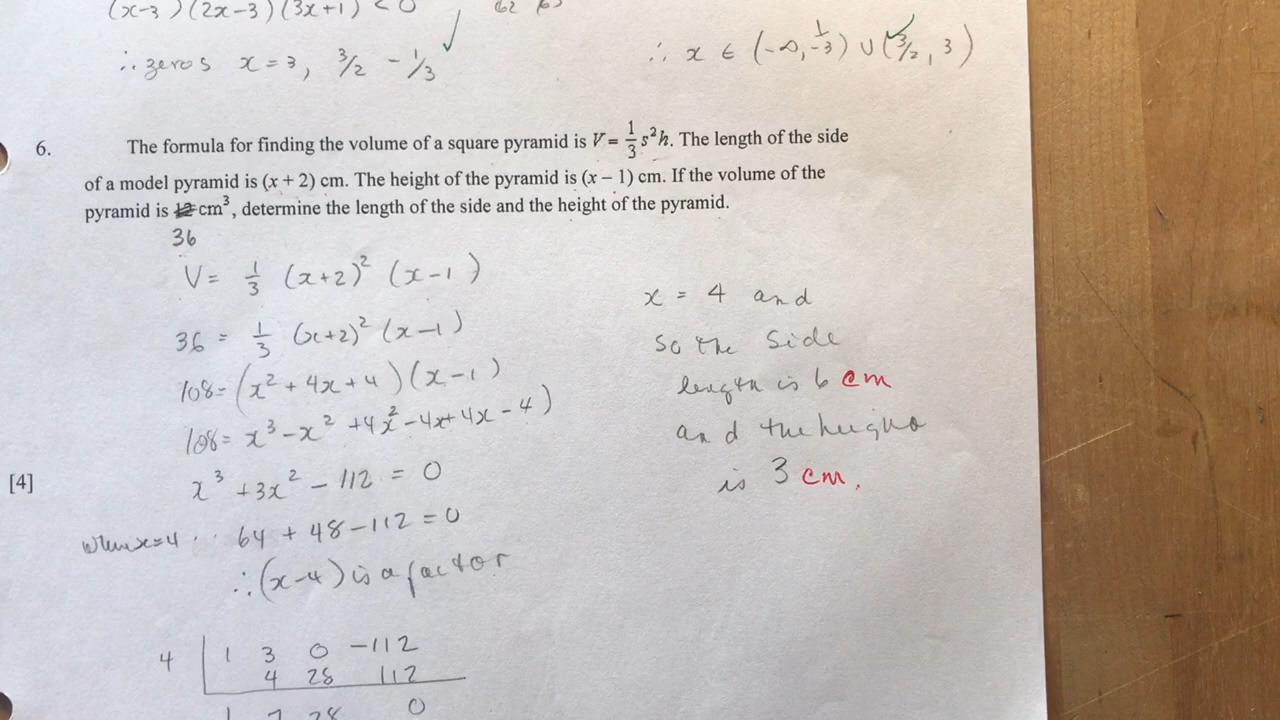 (x-3)(2x-3)(3x+1) < 0
∴ zeros x = 3, 3/2 -1/3 ✓
∴ x ∈ (-∞, -1/3) ∪ (3/2, 3) ✓
6. The formula for finding the volume of a square pyramid is V = 1/3 s²h. The length of the side
of a model pyramid is (x + 2) cm. The height of the pyramid is (x – 1) cm. If the volume of the
pyramid is 12 cm³, determine the length of the side and the height of the pyramid.
36
V = 1/3 (x+2)² (x-1)
36 = 1/3 (x+2)² (x-1)
108 = (x² + 4x + 4)(x-1)
108 = x³ - x² + 4x² - 4x + 4x - 4)
[4]
x³ + 3x² - 112 = 0
when x=4 . . 64 + 48 - 112 = 0
∴ (x-4) is a factor
4 | 1 3 0 -112
4 28 112
1 7 28 0
x = 4 and
so the side
length is 6 cm
and the height
is 3 cm.